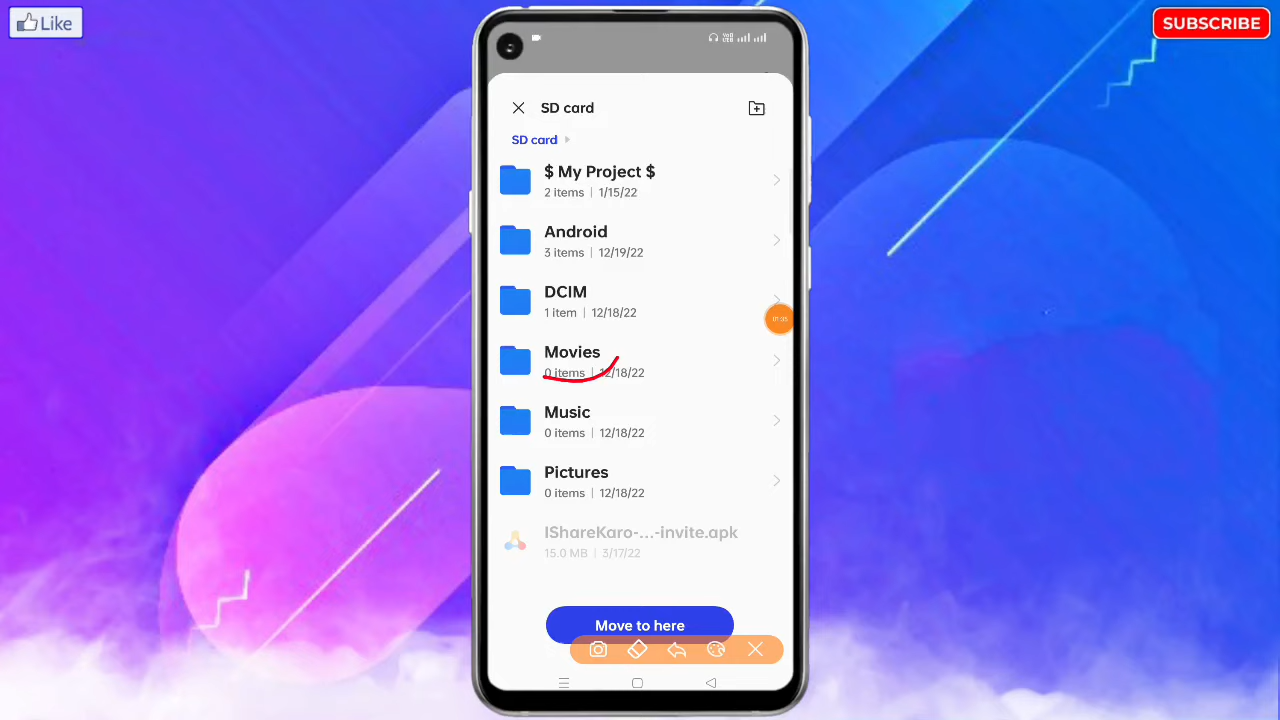 Like
SUBSCRIBE
SD card
SD card
$ My Project $
2 items | 1/15/22
Android
3 items | 12/19/22
DCIM
1 item | 12/18/22
Movies
0 items | 12/18/22
Music
0 items | 12/18/22
Pictures
0 items | 12/18/22
IShareKaro-...-invite.apk
15.0 MB | 3/17/22
Move to here